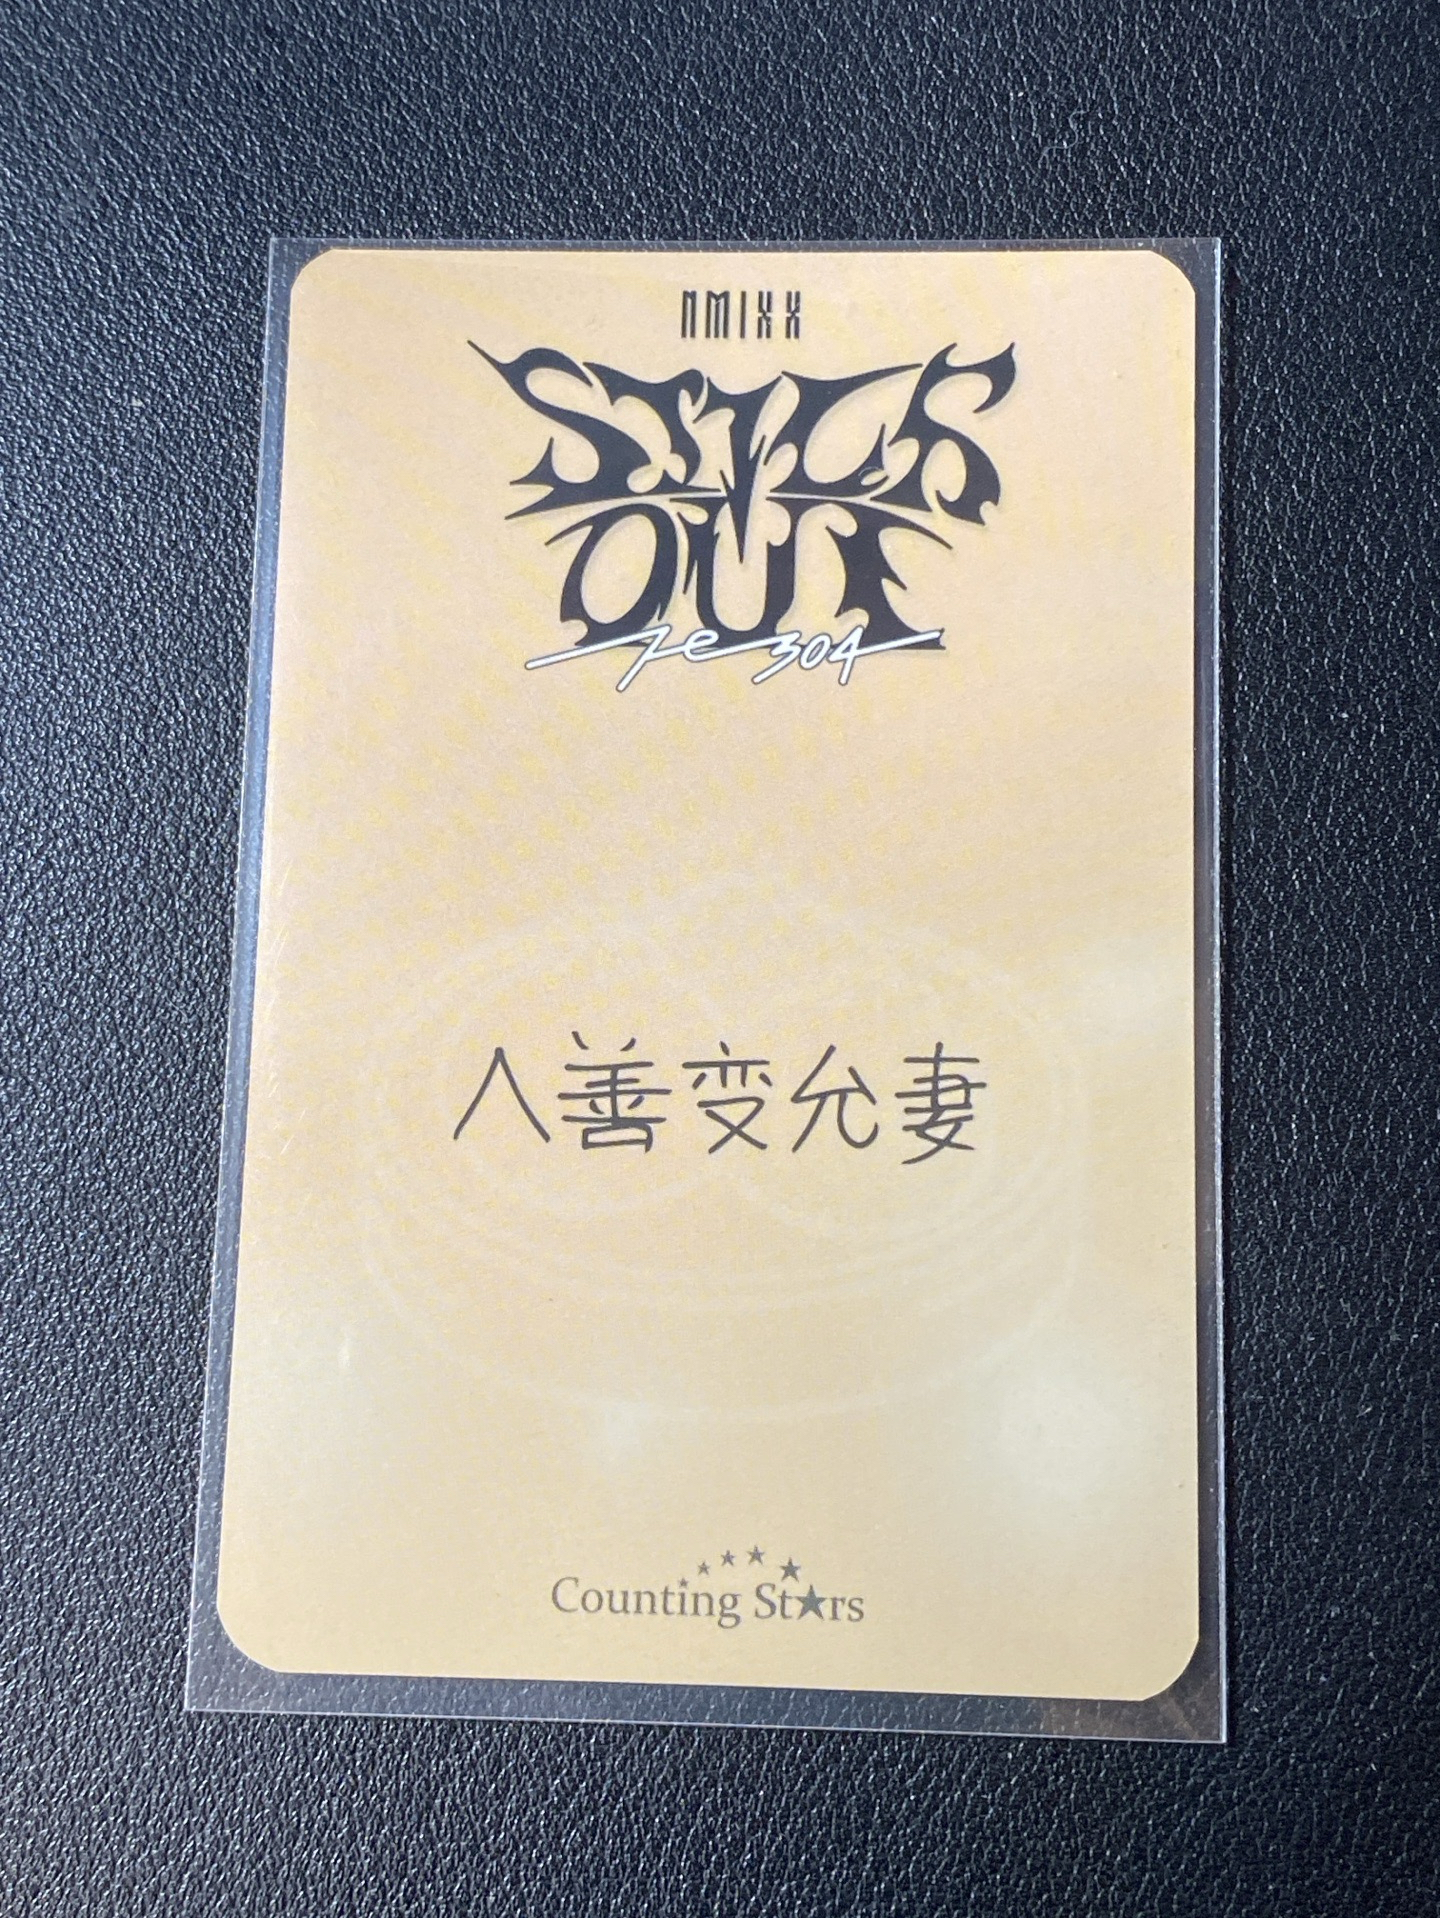 NMIXX
STICK
OUT
Fe304
人善变允妻
Counting Stars